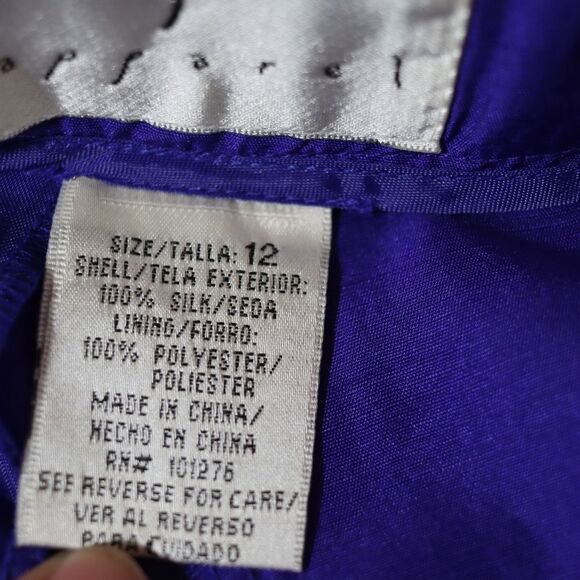 apparel
SIZE/TALLA: 12
SHELL/TELA EXTERIOR:
100% SILK/SEDA
LINING/FORRO:
100% POLYESTER/
POLIESTER
MADE IN CHINA/
HECHO EN CHINA
RN# 101276
SEE REVERSE FOR CARE/
VER AL REVERSO
PARA CUIDADO